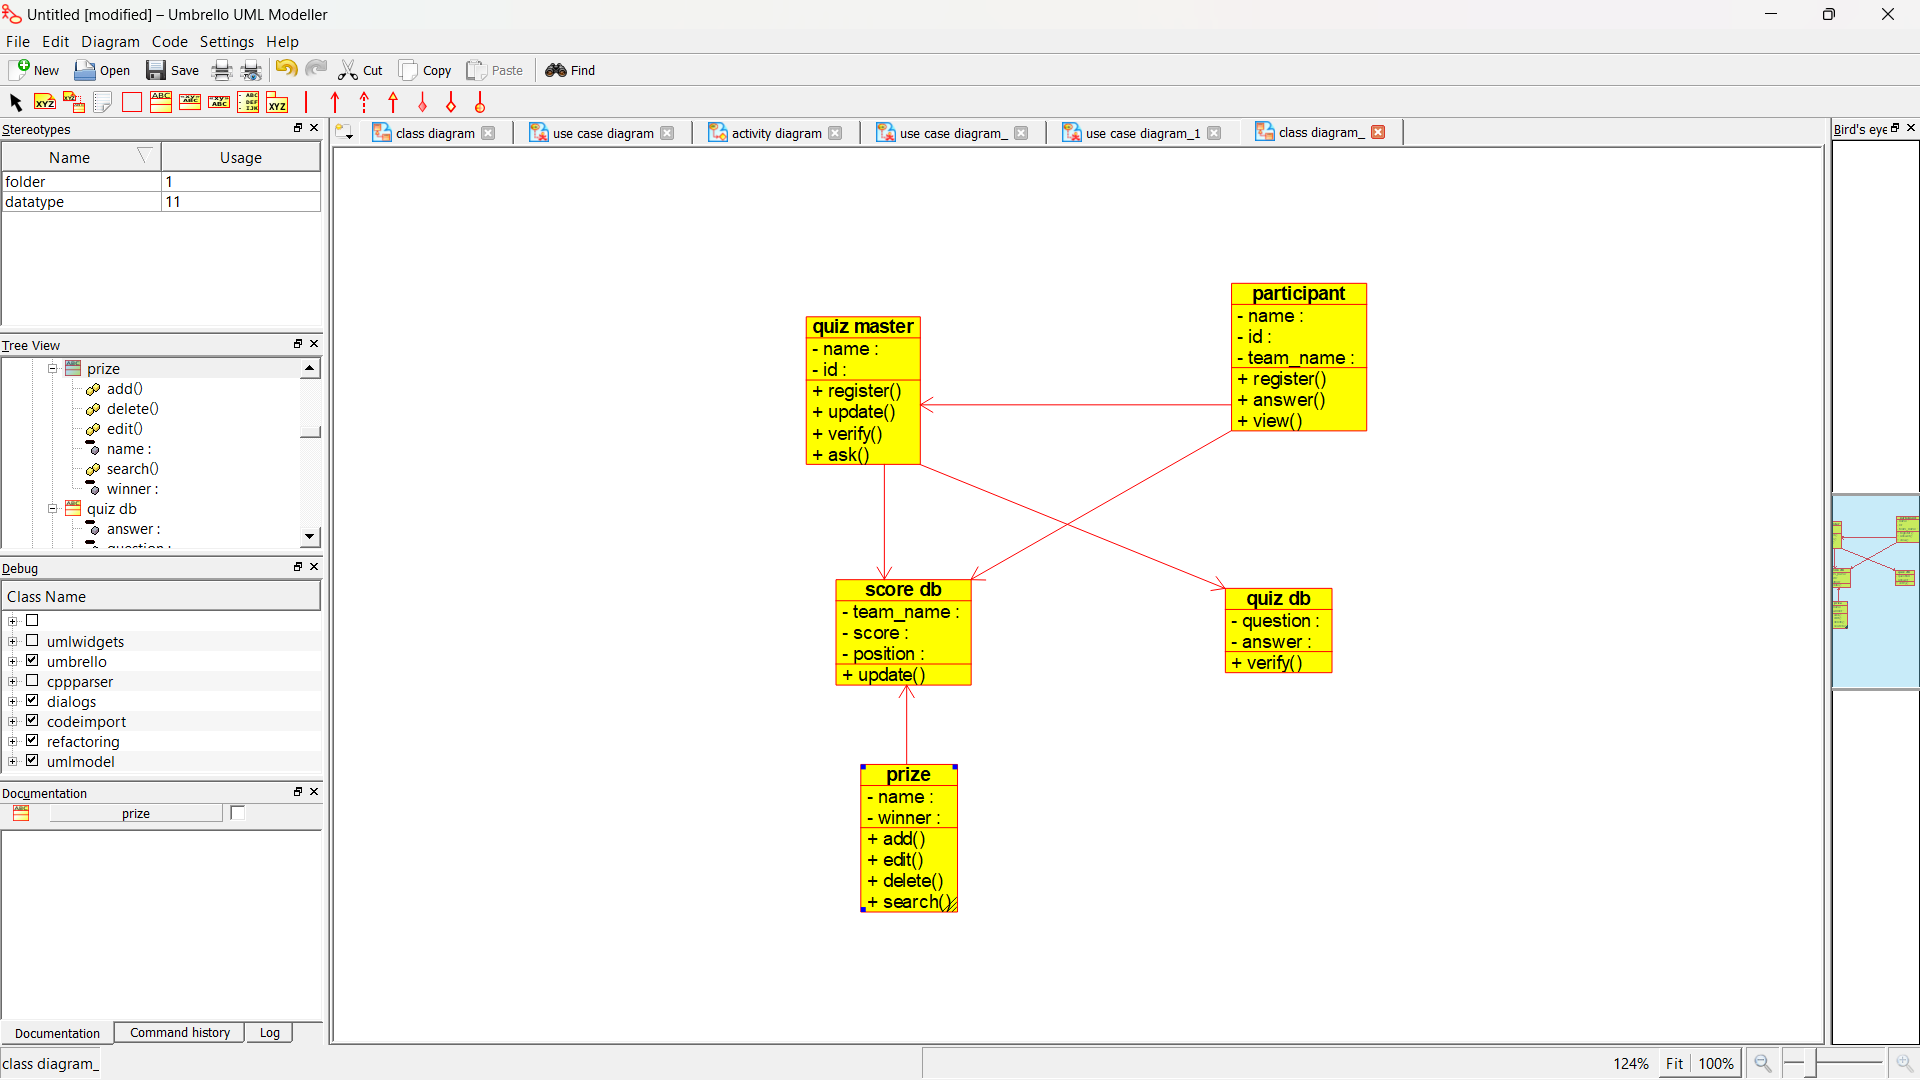 Untitled [modified] – Umbrello UML Modeller
File Edit Diagram Code Settings Help
New Open Save Cut Copy Paste Find
Stereotypes
Name Usage
folder 1
datatype 11
Tree View
prize
add()
delete()
edit()
name :
search()
winner :
quiz db
answer :
Debug
Class Name
umlwidgets
umbrello
cppparser
dialogs
codeimport
refactoring
umlmodel
Documentation
prize
Documentation Command history Log
class diagram_
class diagram use case diagram activity diagram use case diagram_ use case diagram_1 class diagram_
quiz master
- name :
- id :
+ register()
+ update()
+ verify()
+ ask()
participant
- name :
- id :
- team_name :
+ register()
+ answer()
+ view()
score db
- team_name :
- score :
- position :
+ update()
quiz db
- question :
- answer :
+ verify()
prize
- name :
- winner :
+ add()
+ edit()
+ delete()
+ search()
Bird's eye
124% Fit 100%